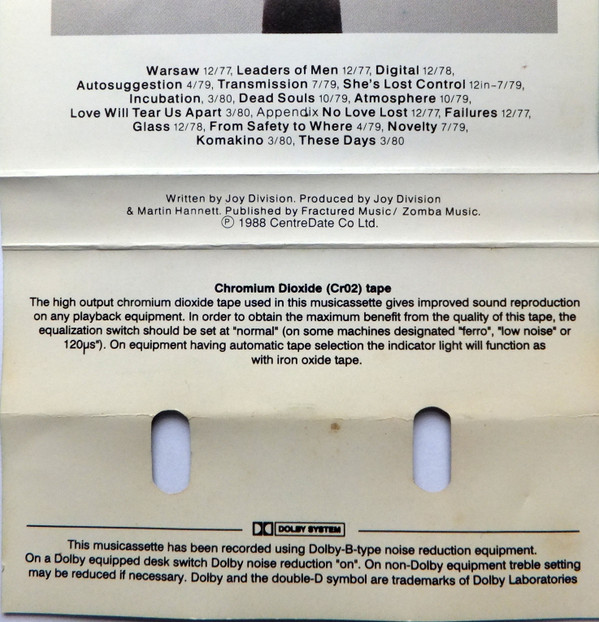 Warsaw 12/77, Leaders of Men 12/77, Digital 12/78,
Autosuggestion 4/79, Transmission 7/79, She's Lost Control 12in-7/79,
Incubation, 3/80, Dead Souls 10/79, Atmosphere 10/79,
Love Will Tear Us Apart 3/80, Appendix No Love Lost 12/77, Failures 12/77,
Glass 12/78, From Safety to Where 4/79, Novelty 7/79,
Komakino 3/80, These Days 3/80
Written by Joy Division. Produced by Joy Division
& Martin Hannett. Published by Fractured Music/ Zomba Music.
℗ 1988 CentreDate Co Ltd.
Chromium Dioxide (Cr02) tape
The high output chromium dioxide tape used in this musicassette gives improved sound reproduction
on any playback equipment. In order to obtain the maximum benefit from the quality of this tape, the
equalization switch should be set at "normal" (on some machines designated "ferro", "low noise" or
120µs"). On equipment having automatic tape selection the indicator light will function as
with iron oxide tape.
DOLBY SYSTEM
This musicassette has been recorded using Dolby-B-type noise reduction equipment.
On a Dolby equipped desk switch Dolby noise reduction "on". On non-Dolby equipment treble setting
may be reduced if necessary. Dolby and the double-D symbol are trademarks of Dolby Laboratories